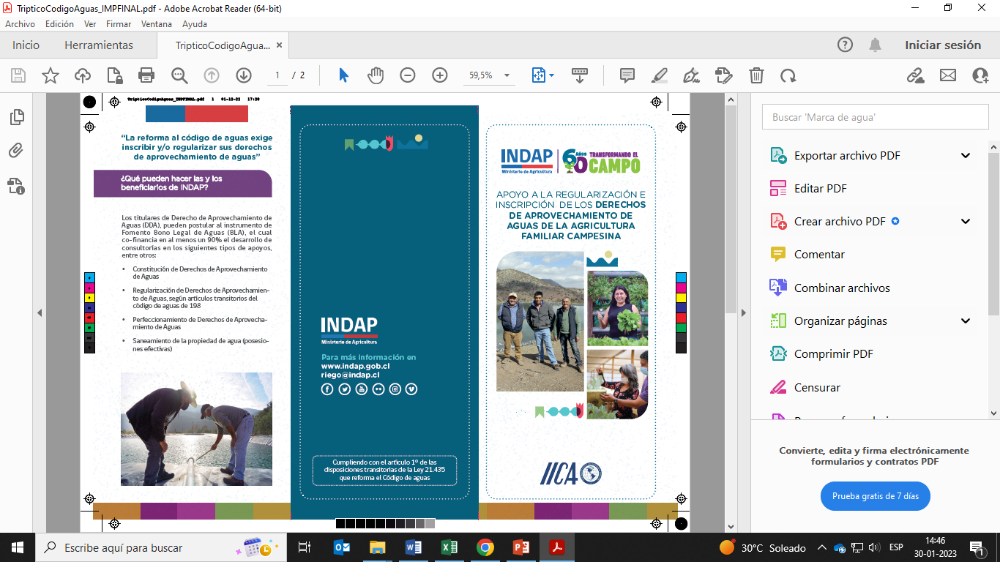 TripticoCodigoAguas_IMPFINAL.pdf - Adobe Acrobat Reader (64-bit)
Archivo Edición Ver Firmar Ventana Ayuda
Inicio Herramientas TripticoCodigoAgua... Iniciar sesión
1 / 2 59,5%
TripticoCodigoAguas_IMPFINAL.pdf 1 01-12-22 17:20
“La reforma al código de aguas exige
inscribir y/o regularizar sus derechos
de aprovechamiento de aguas”
¿Qué pueden hacer las y los
beneficiarios de INDAP?
Los titulares de Derecho de Aprovechamiento de
Aguas (DDA), pueden postular al instrumento de
Fomento Bono Legal de Aguas (BLA), el cual
co-financia en al menos un 90% el desarrollo de
consultorías en los siguientes tipos de apoyos,
entre otros:
• Constitución de Derechos de Aprovechamiento
de Aguas
• Regularización de Derechos de Aprovechamien-
to de Aguas, según artículos transitorios del
código de aguas de 198
• Perfeccionamiento de Derechos de Aprovecha-
miento de Aguas
• Saneamiento de la propiedad de agua (posesio-
nes efectivas)
INDAP
Ministerio de Agricultura
Para más información en
www.indap.gob.cl
riego@indap.cl
Cumpliendo con el artículo 1º de las
disposiciones transitorias de la Ley 21.435
que reforma el Código de aguas
INDAP
Ministerio de Agricultura
60 Años TRANSFORMANDO EL
CAMPO
APOYO A LA REGULARIZACIÓN E
INSCRIPCIÓN DE LOS DERECHOS
DE APROVECHAMIENTO DE
AGUAS DE LA AGRICULTURA
FAMILIAR CAMPESINA
IICA
Buscar 'Marca de agua'
Exportar archivo PDF
Editar PDF
Crear archivo PDF
Comentar
Combinar archivos
Organizar páginas
Comprimir PDF
Censurar
Convierte, edita y firma electrónicamente
formularios y contratos PDF
Prueba gratis de 7 días
Escribe aquí para buscar
30°C Soleado
ESP
14:46
30-01-2023
1